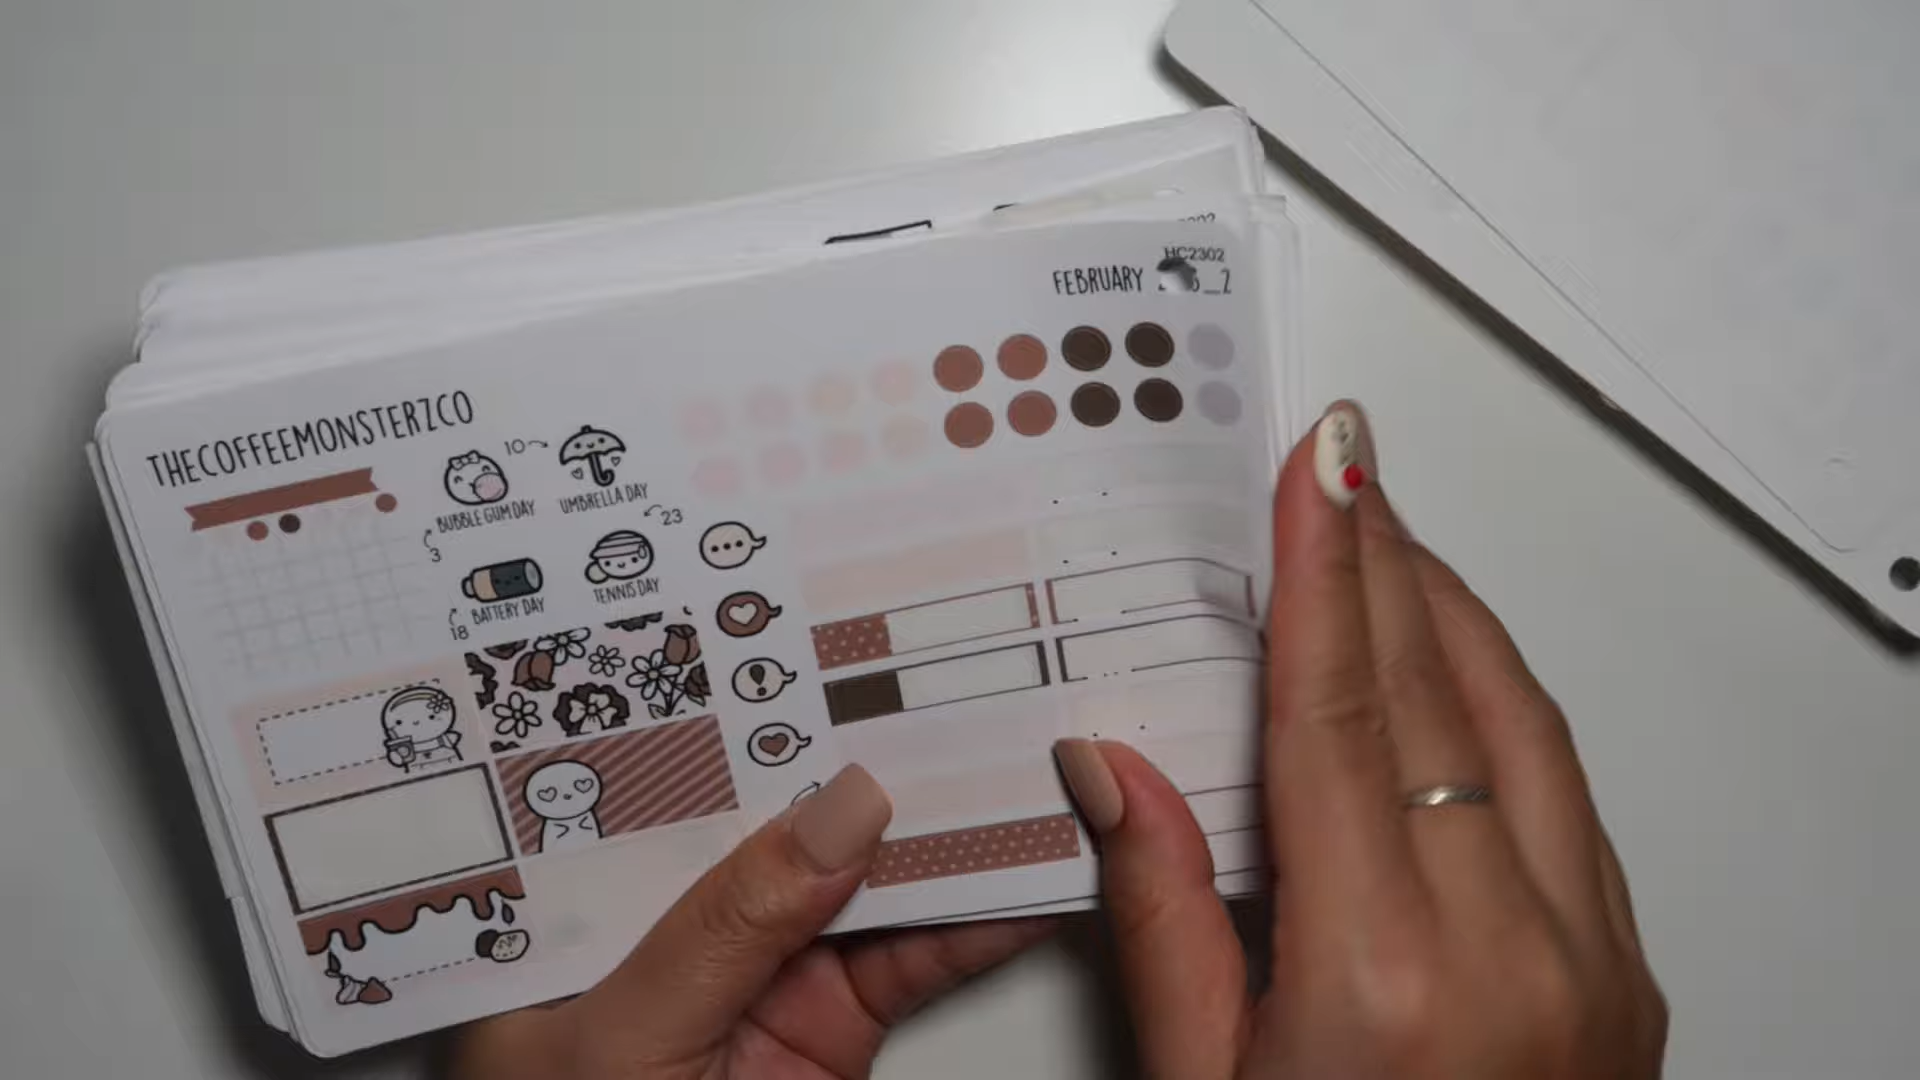 HC2302
FEBRUARY
THECOFFEEMONSTERZCO
10
BUBBLE GUM DAY
UMBRELLA DAY
3
23
BATTERY DAY
TENNIS DAY
18